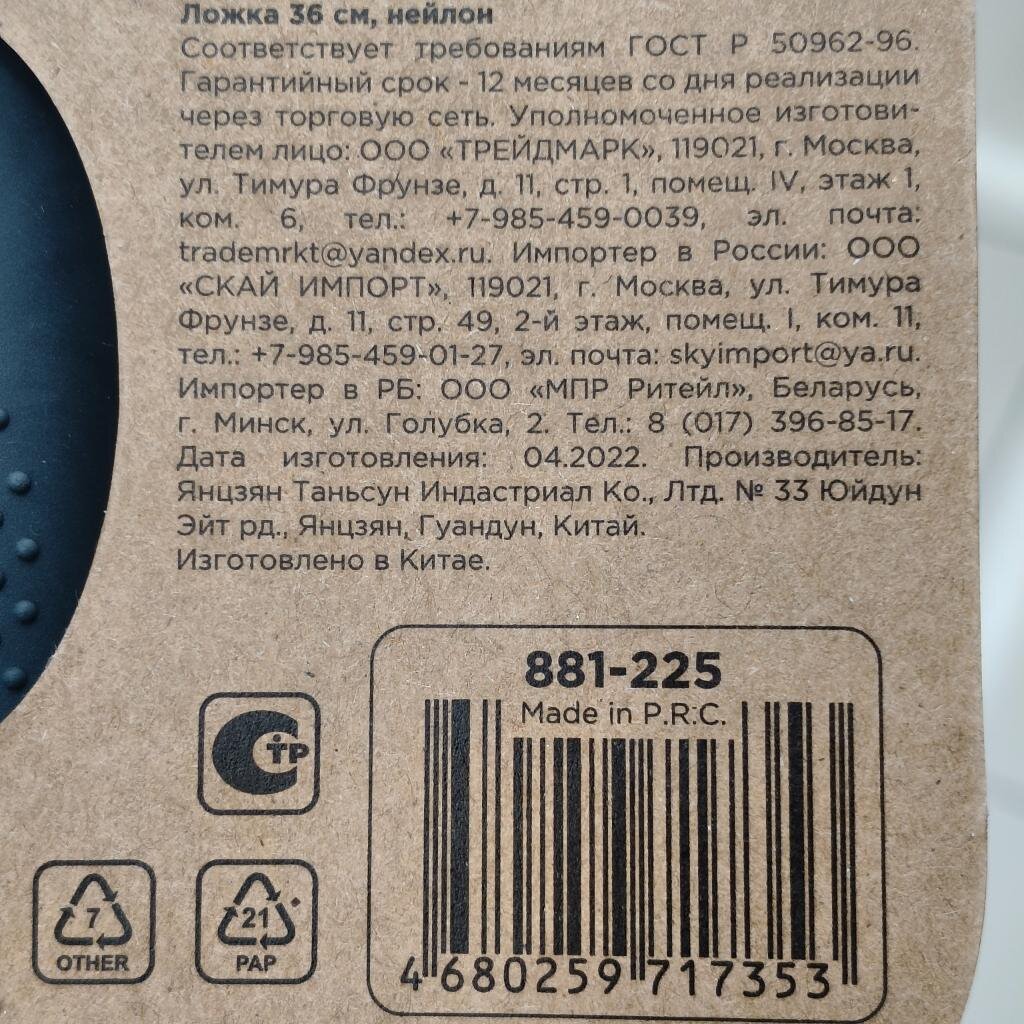 Ложка 36 см, нейлон
Соответствует требованиям ГОСТ Р 50962-96.
Гарантийный срок - 12 месяцев со дня реализации
через торговую сеть. Уполномоченное изготови-
телем лицо: ООО «ТРЕЙДМАРК», 119021, г. Москва,
ул. Тимура Фрунзе, д. 11, стр. 1, помещ. IV, этаж 1,
ком. 6, тел.: +7-985-459-0039, эл. почта:
trademrkt@yandex.ru. Импортер в России: ООО
«СКАЙ ИМПОРТ», 119021, г. Москва, ул. Тимура
Фрунзе, д. 11, стр. 49, 2-й этаж, помещ. I, ком. 11,
тел.: +7-985-459-01-27, эл. почта: skyimport@ya.ru.
Импортер в РБ: ООО «МПР Ритейл», Беларусь,
г. Минск, ул. Голубка, 2. Тел.: 8 (017) 396-85-17.
Дата изготовления: 04.2022. Производитель:
Янцзян Таньсун Индастриал Ко., Лтд. № 33 Юйдун
Эйт рд., Янцзян, Гуандун, Китай.
Изготовлено в Китае.
881-225
Made in P.R.C.
СТР
7
OTHER
21
PAP
4 680259 717353